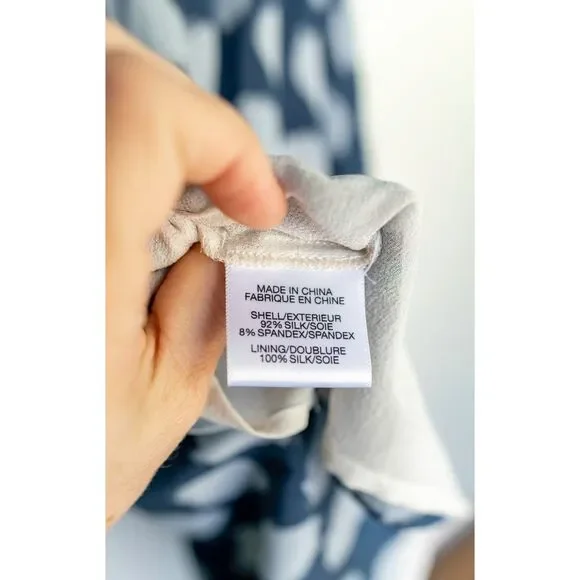 MADE IN CHINA
FABRIQUE EN CHINE
SHELL/EXTERIEUR
92% SILK/SOIE
8% SPANDEX/SPANDEX
LINING/DOUBLURE
100% SILK/SOIE